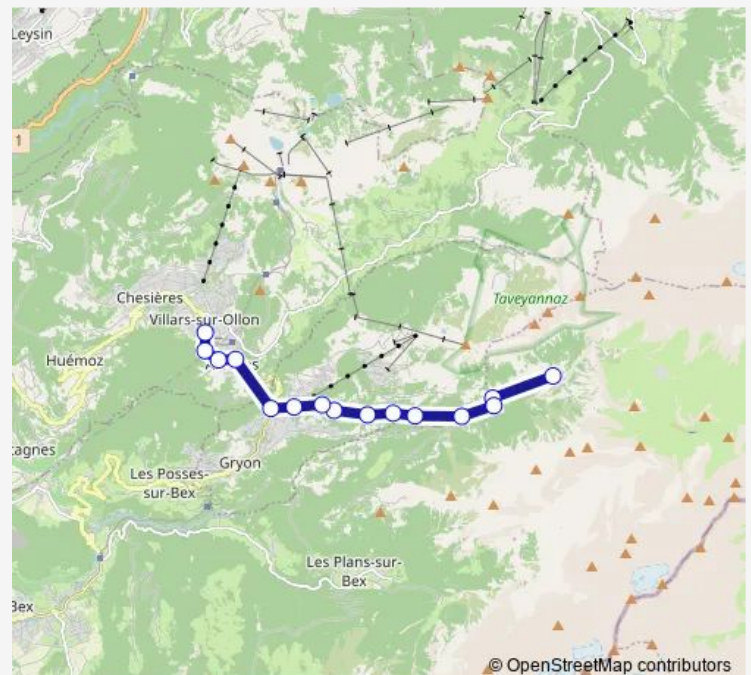 Leysin
1
Chesières
Villars-sur-Ollon
Taveyannaz
Huémoz
Gryon
Les Posses-
sur-Bex
Les Plans-sur-
Bex
Bex
© OpenStreetMap contributors